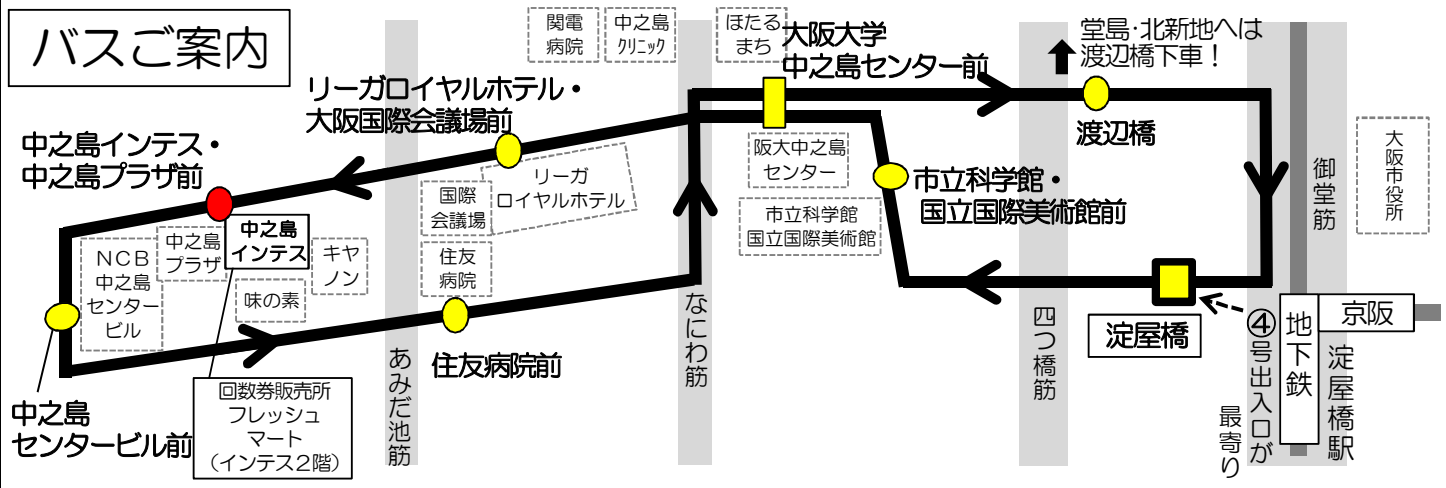 バスご案内
関電
病院
中之島
クリニック
ほたる
まち
大阪大学
中之島センター前
堂島・北新地へは
渡辺橋下車！
リーガロイヤルホテル・
大阪国際会議場前
渡辺橋
中之島インテス・
中之島プラザ前
リーガ
ロイヤルホテル
国際
会議場
阪大中之島
センター
市立科学館・
国立国際美術館前
御堂筋
大阪市役所
市立科学館
国立国際美術館
中之島
インテス
中之島
プラザ
キヤ
ノン
NCB
中之島
センター
ビル
味の素
住友
病院
なにわ筋
四つ橋筋
淀屋橋
④号出入口が
最寄り
地下鉄
京阪
淀屋橋駅
あみだ池筋
住友病院前
回数券販売所
フレッシュ
マート
（インテス2階）
中之島
センタービル前